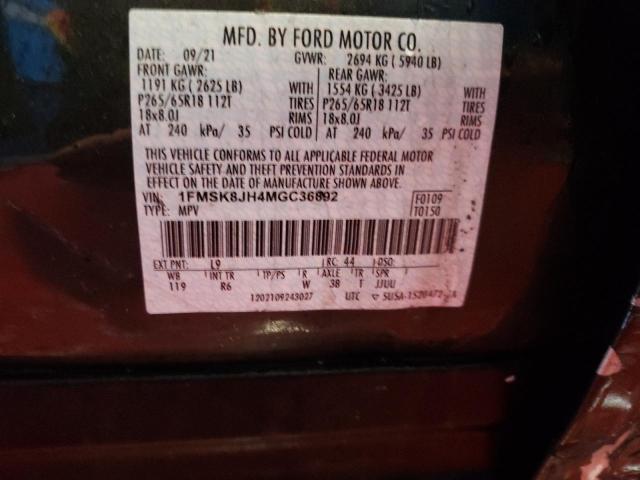 MFD. BY FORD MOTOR CO.
DATE: 09/21 GVWR: 2694 KG ( 5940 LB)
FRONT GAWR: REAR GAWR:
1191 KG ( 2625 LB) WITH 1554 KG ( 3425 LB) WITH
P265/65R18 112T TIRES P265/65R18 112T TIRES
18x8.0J RIMS 18x8.0J RIMS
AT 240 kPa/ 35 PSI COLD AT 240 kPa/ 35 PSI COLD
THIS VEHICLE CONFORMS TO ALL APPLICABLE FEDERAL MOTOR
VEHICLE SAFETY AND THEFT PREVENTION STANDARDS IN
EFFECT ON THE DATE OF MANUFACTURE SHOWN ABOVE.
VIN: 1FMSK8JH4MGC36892 F0109
TYPE: MPV T0150
EXT PNT: L9 RC: 44 DSO:
WB INT TR TP/PS R AXLE TR SPR
119 R6 W 38 T JJUU
1202109243027 UTC